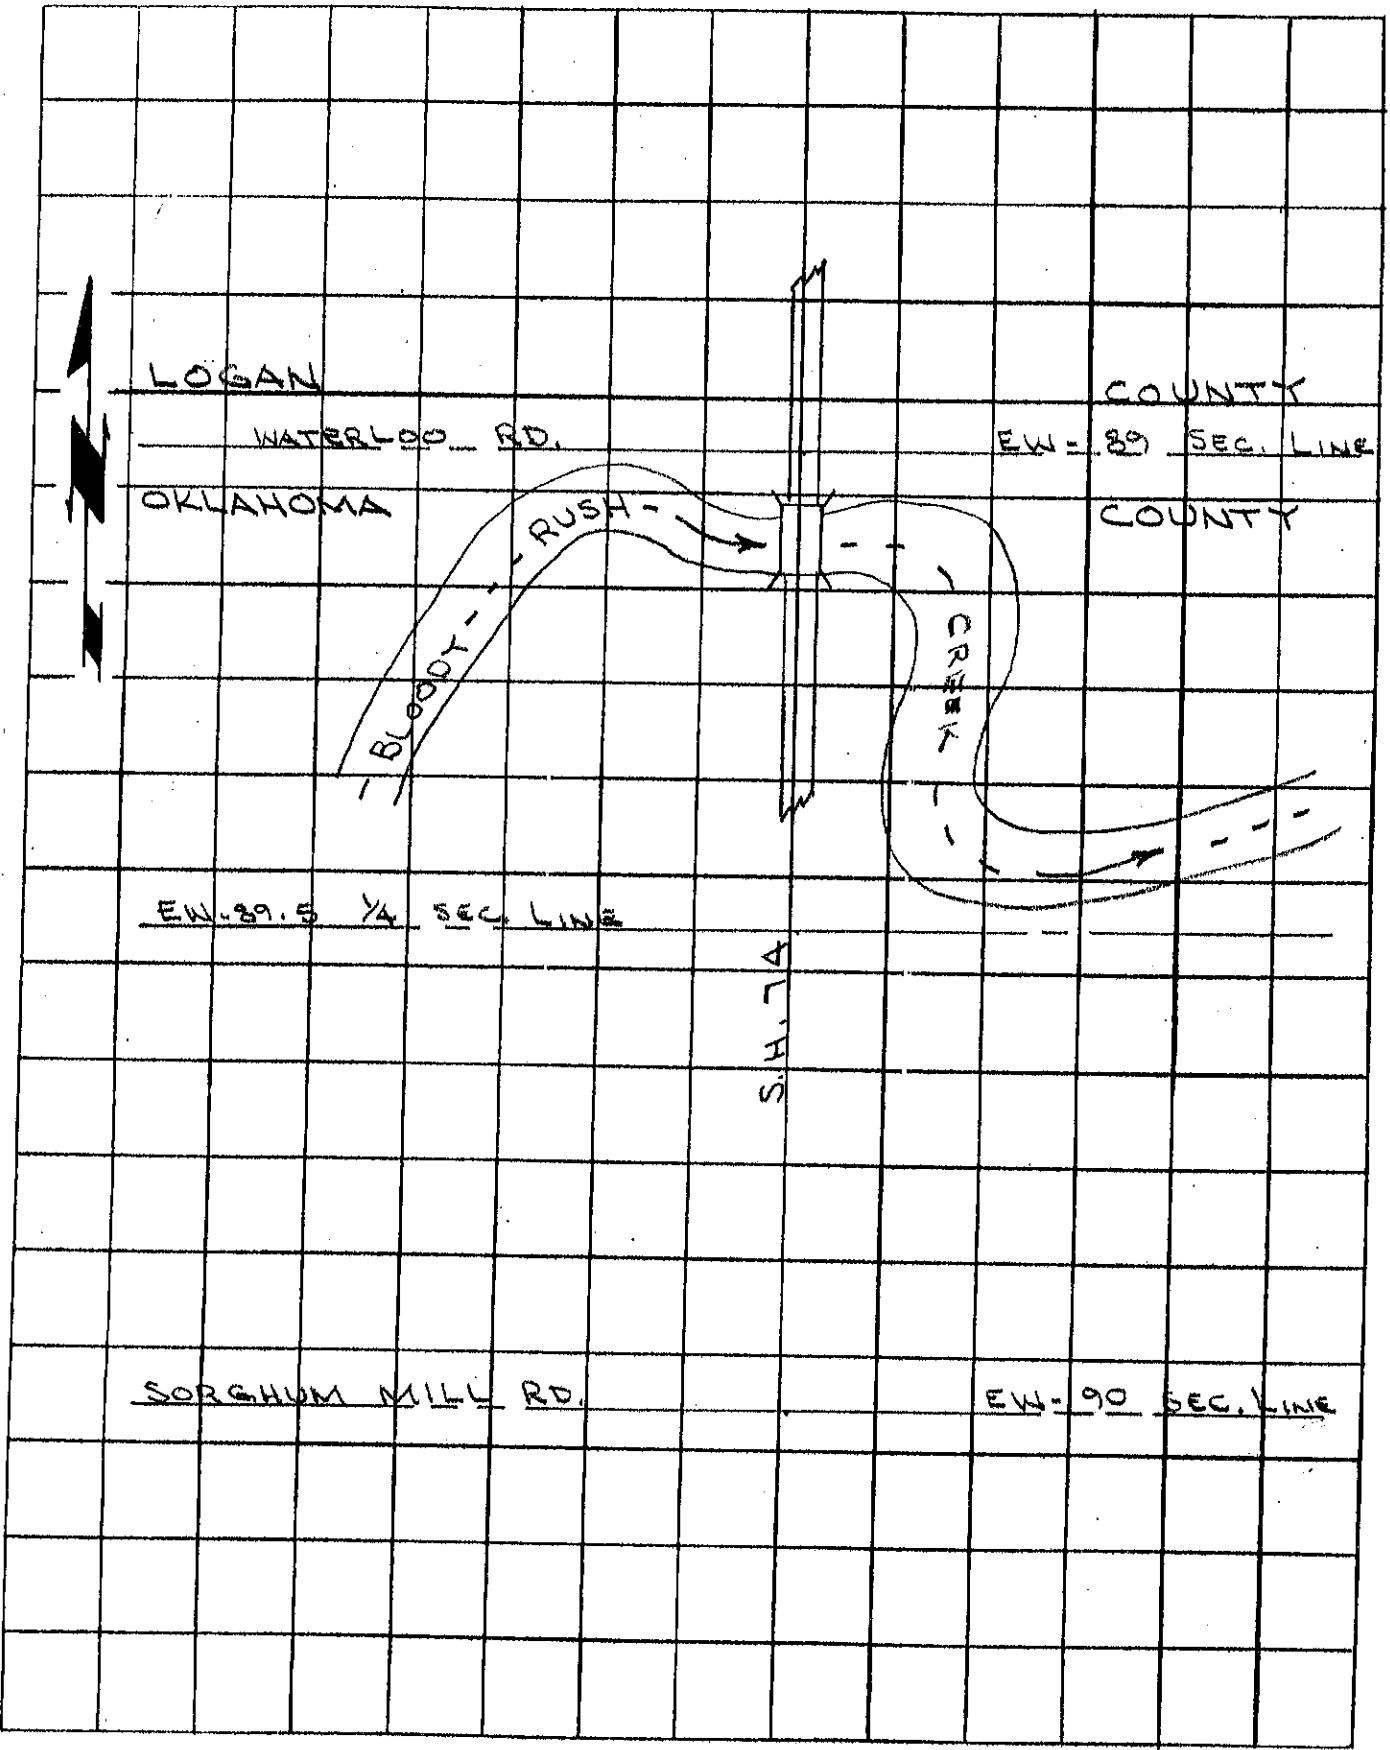 N
LOGAN COUNTY
WATERLOO RD. EW-89 SEC. LINE
OKLAHOMA COUNTY
BLOODY RUSH CREEK
EW-89.5 1/4 SEC. LINE
S.H. 74
SORGHUM MILL RD. EW-90 SEC. LINE